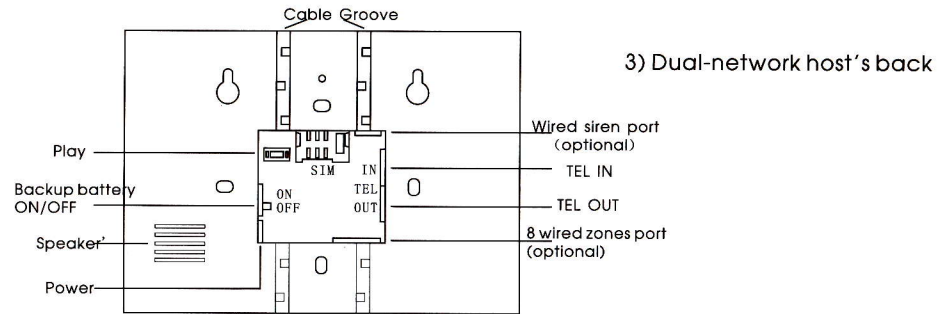 Cable Groove
3) Dual-network host's back
Wired siren port
(optional)
Play
SIM
IN
TEL IN
TEL
Backup battery
ON/OFF
ON
OFF
OUT
TEL OUT
Speaker'
8 wired zones port
(optional)
Power